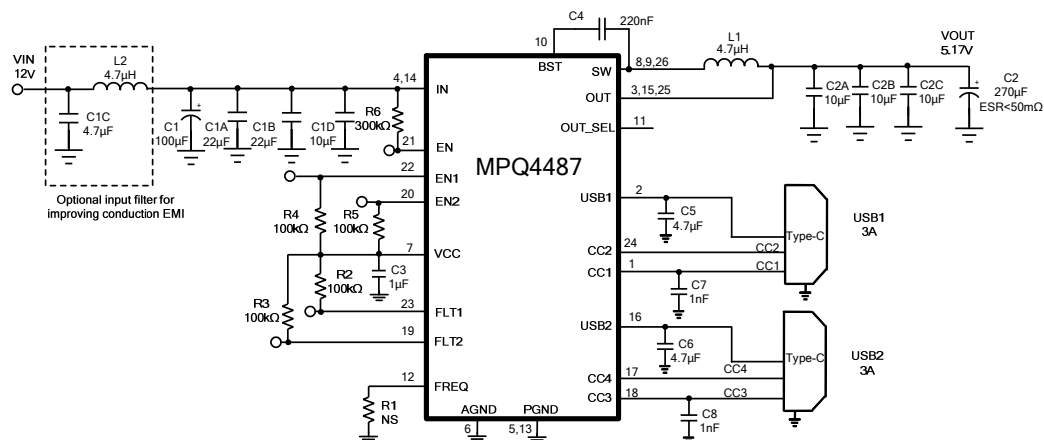 C4
220nF
10
BST
VIN
12V
L2
4.7µH
C1C
4.7µF
Optional input filter for
improving conduction EMI
C1
100µF
C1A
22µF
C1B
22µF
C1D
10µF
R6
300kΩ
4,14
IN
21
EN
22
EN1
20
EN2
R4
100kΩ
R5
100kΩ
7
VCC
C3
1µF
R2
100kΩ
R3
100kΩ
23
FLT1
19
FLT2
12
FREQ
R1
NS
AGND
6
PGND
5,13
MPQ4487
SW
8,9,26
L1
4.7µH
VOUT
5.17V
OUT
3,15,25
C2A
10µF
C2B
10µF
C2C
10µF
C2
270µF
ESR<50mΩ
OUT_SEL
11
USB1
2
C5
4.7µF
CC2
24
CC2
CC1
1
CC1
C7
1nF
Type-C
USB1
3A
USB2
16
C6
4.7µF
CC4
17
CC4
CC3
18
CC3
C8
1nF
Type-C
USB2
3A
+
+